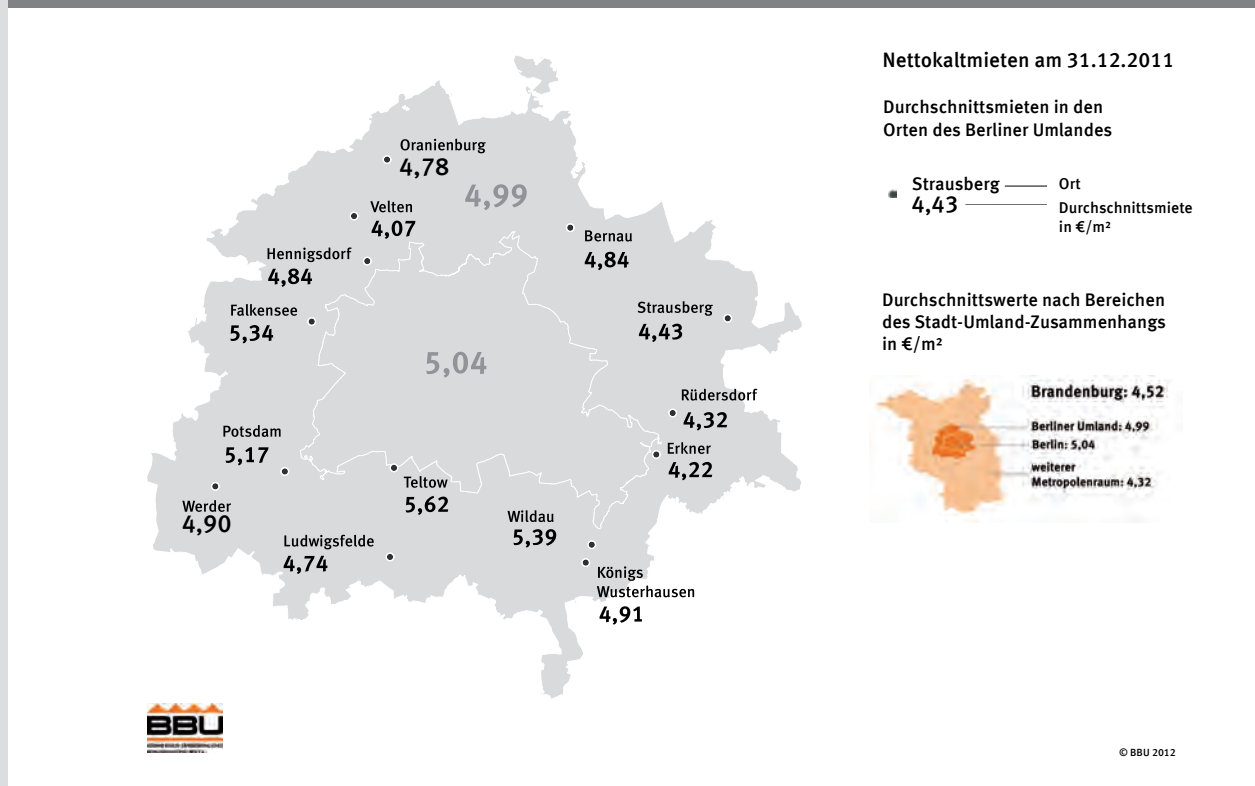 Nettokaltmieten am 31.12.2011
Durchschnittsmieten in den
Orten des Berliner Umlandes
Strausberg
4,43
Ort
Durchschnittsmiete
in €/m²
Durchschnittswerte nach Bereichen
des Stadt-Umland-Zusammenhangs
in €/m²
Brandenburg: 4,52
Berliner Umland: 4,99
Berlin: 5,04
weiterer
Metropolenraum: 4,32
Oranienburg
4,78
4,99
Velten
4,07
Bernau
4,84
Hennigsdorf
4,84
Falkensee
5,34
Strausberg
4,43
5,04
Rüdersdorf
4,32
Potsdam
5,17
Erkner
4,22
Teltow
5,62
Werder
4,90
Wildau
5,39
Ludwigsfelde
4,74
Königs
Wusterhausen
4,91
BBU
© BBU 2012